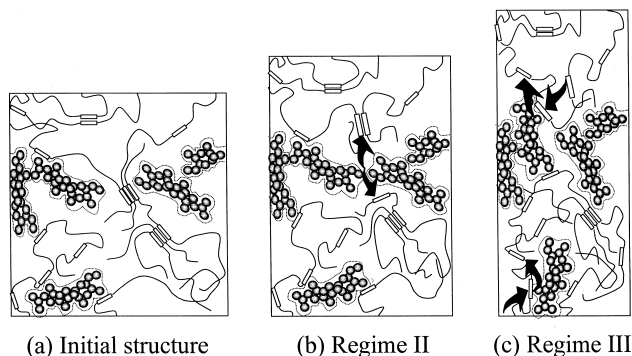 (a) Initial structure
(b) Regime II
(c) Regime III